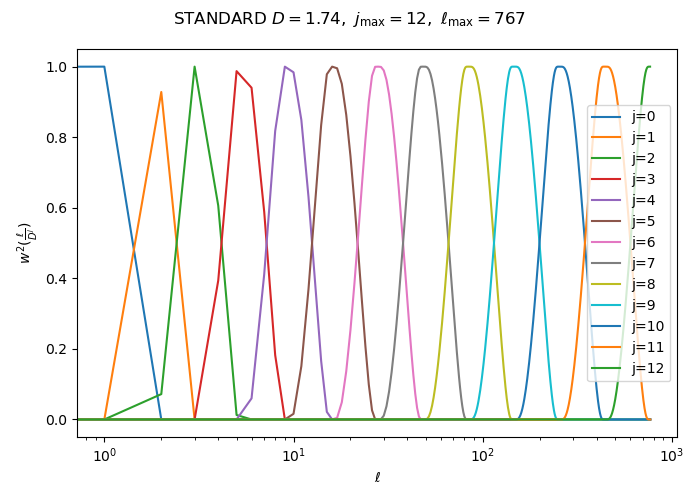 STANDARD D = 1.74, j_max = 12, ℓ_max = 767
w²(ℓ/Dʲ)
1.0
0.8
0.6
0.4
0.2
0.0
j=0
j=1
j=2
j=3
j=4
j=5
j=6
j=7
j=8
j=9
j=10
j=11
j=12
10⁰ 10¹ 10² 10³
ℓ